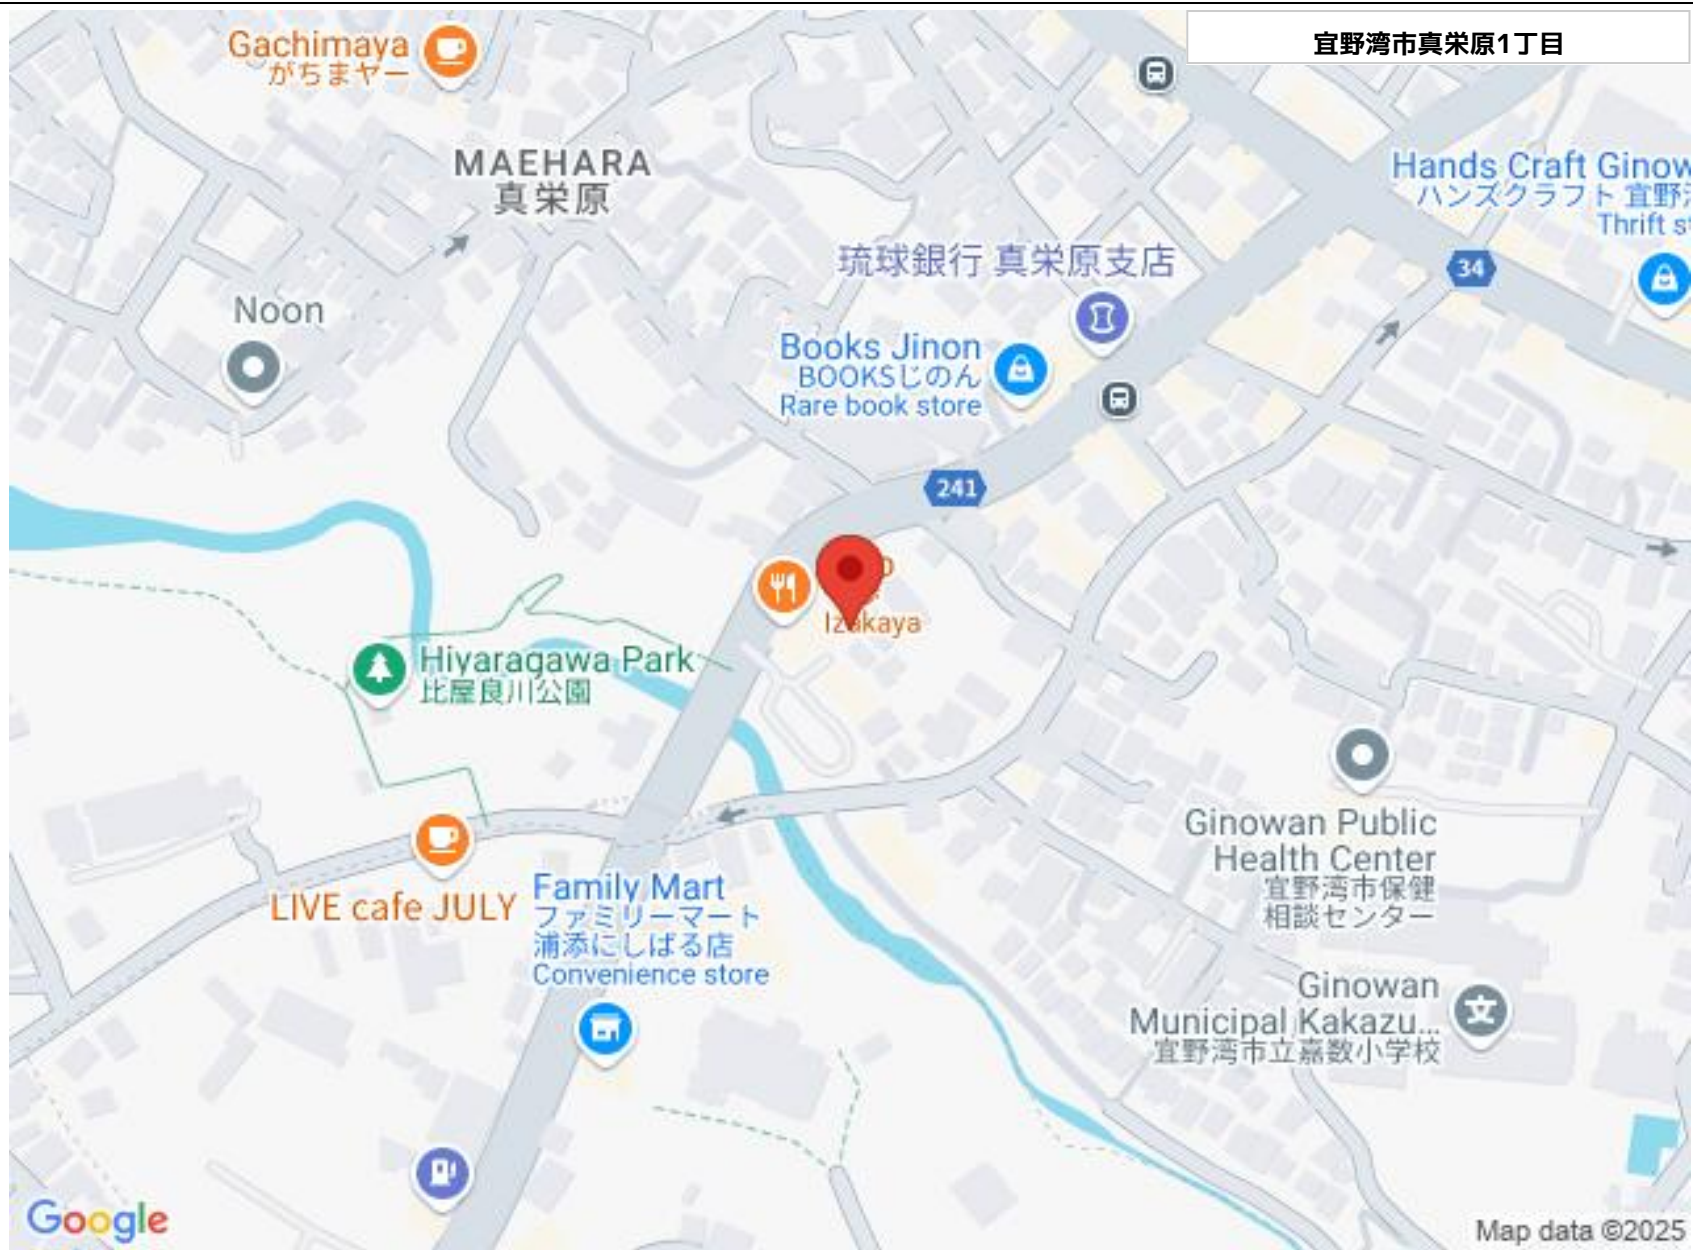 宜野湾市真栄原1丁目
Gachimaya
がちまヤー
MAEHARA
真栄原
Hands Craft Ginow
ハンズクラフト 宜野
Thrift
34
琉球銀行 真栄原支店
Noon
Books Jinon
BOOKSじのん
Rare book store
241
Izakaya
Hiyaragawa Park
比屋良川公園
Ginowan Public
Health Center
宜野湾市保健
相談センター
LIVE cafe JULY
Family Mart
ファミリーマート
浦添にしばる店
Convenience store
Ginowan
Municipal Kakazu...
宜野湾市立嘉数小学校
文
Google
Map data ©2025